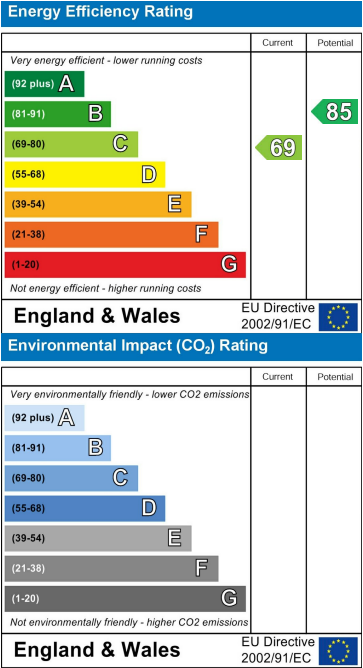 Energy Efficiency Rating
Current Potential
Very energy efficient - lower running costs
(92 plus) A
(81-91) B
85
(69-80) C
69
(55-68) D
(39-54) E
(21-38) F
(1-20) G
Not energy efficient - higher running costs
England & Wales
EU Directive
2002/91/EC
Environmental Impact (CO₂) Rating
Current Potential
Very environmentally friendly - lower CO2 emissions
(92 plus) A
(81-91) B
(69-80) C
(55-68) D
(39-54) E
(21-38) F
(1-20) G
Not environmentally friendly - higher CO2 emissions
England & Wales
EU Directive
2002/91/EC